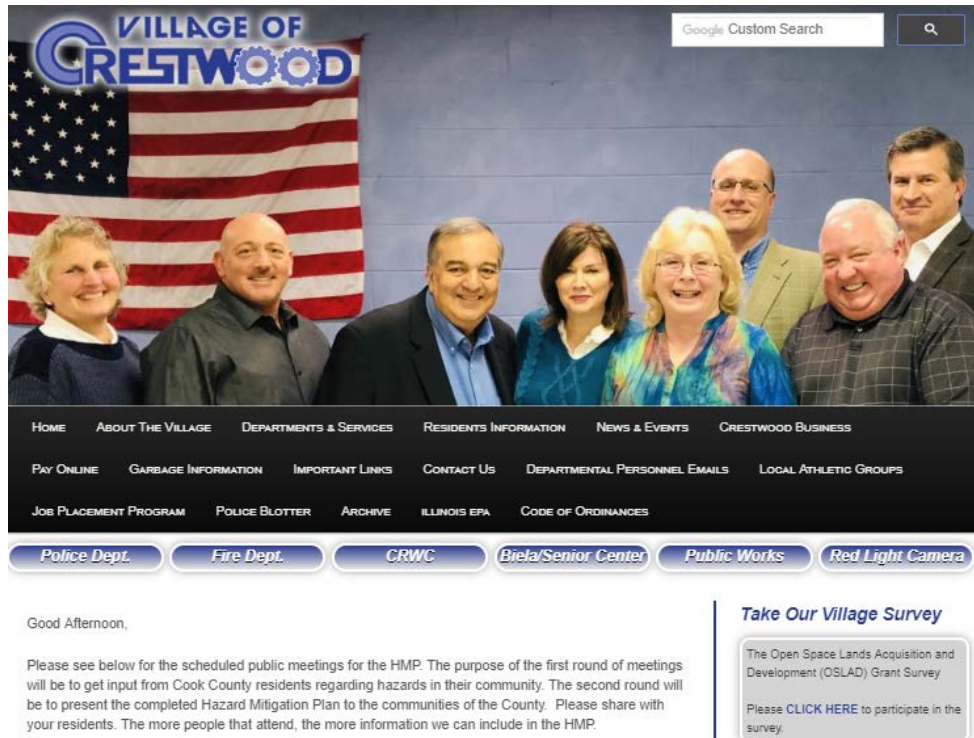 VILLAGE OF
CRESTWOOD
Google Custom Search
Home About The Village Departments & Services Residents Information News & Events Crestwood Business
Pay Online Garbage Information Important Links Contact Us Departmental Personnel Emails Local Athletic Groups
Job Placement Program Police Blotter Archive Illinois EPA Code of Ordinances
Police Dept. Fire Dept. CRWC Biela/Senior Center Public Works Red Light Camera
Good Afternoon,
Please see below for the scheduled public meetings for the HMP. The purpose of the first round of meetings
will be to get input from Cook County residents regarding hazards in their community. The second round will
be to present the completed Hazard Mitigation Plan to the communities of the County. Please share with
your residents. The more people that attend, the more information we can include in the HMP.
Take Our Village Survey
The Open Space Lands Acquisition and
Development (OSLAD) Grant Survey
Please CLICK HERE to participate in the
survey.